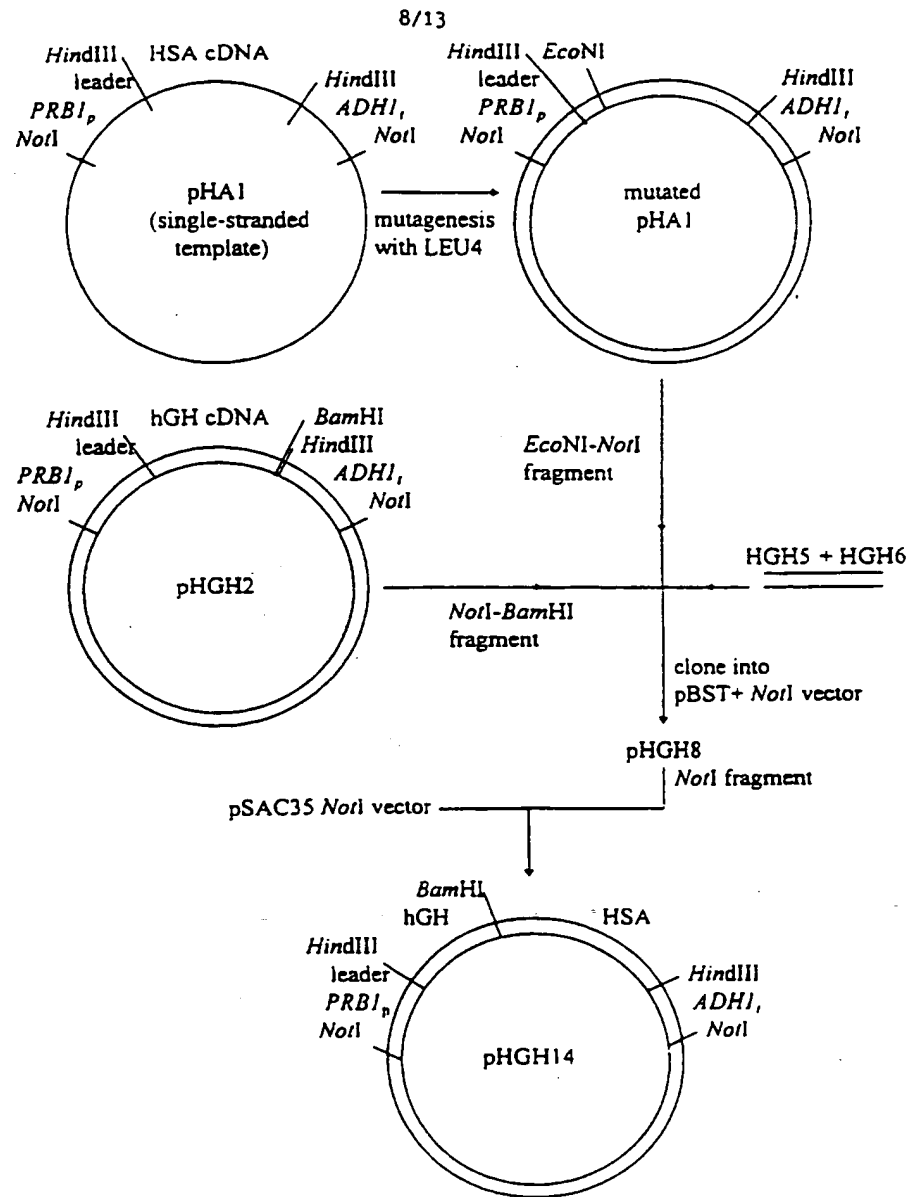 8/13
HindIII HSA cDNA
leader
PRB1p
NotI
HindIII
ADH1t
NotI
pHA1
(single-stranded
template)
mutagenesis
with LEU4
HindIII EcoNI
leader
PRB1p
NotI
HindIII
ADH1t
NotI
mutated
pHA1
HindIII hGH cDNA
leader
PRB1p
NotI
BamHI
HindIII
ADH1t
NotI
pHGH2
EcoNI-NotI
fragment
HGH5 + HGH6
NotI-BamHI
fragment
clone into
pBST+ NotI vector
pHGH8
NotI fragment
pSAC35 NotI vector
BamHI
hGH HSA
HindIII
leader
PRB1p
NotI
HindIII
ADH1t
NotI
pHGH14